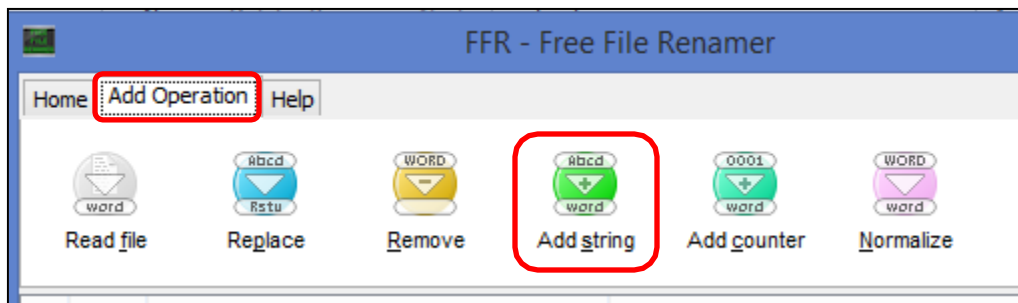 FFR - Free File Renamer
Home Add Operation Help
word Abcd Rstu WORD Abcd word 0001 word WORD word
Read file Replace Remove Add string Add counter Normalize